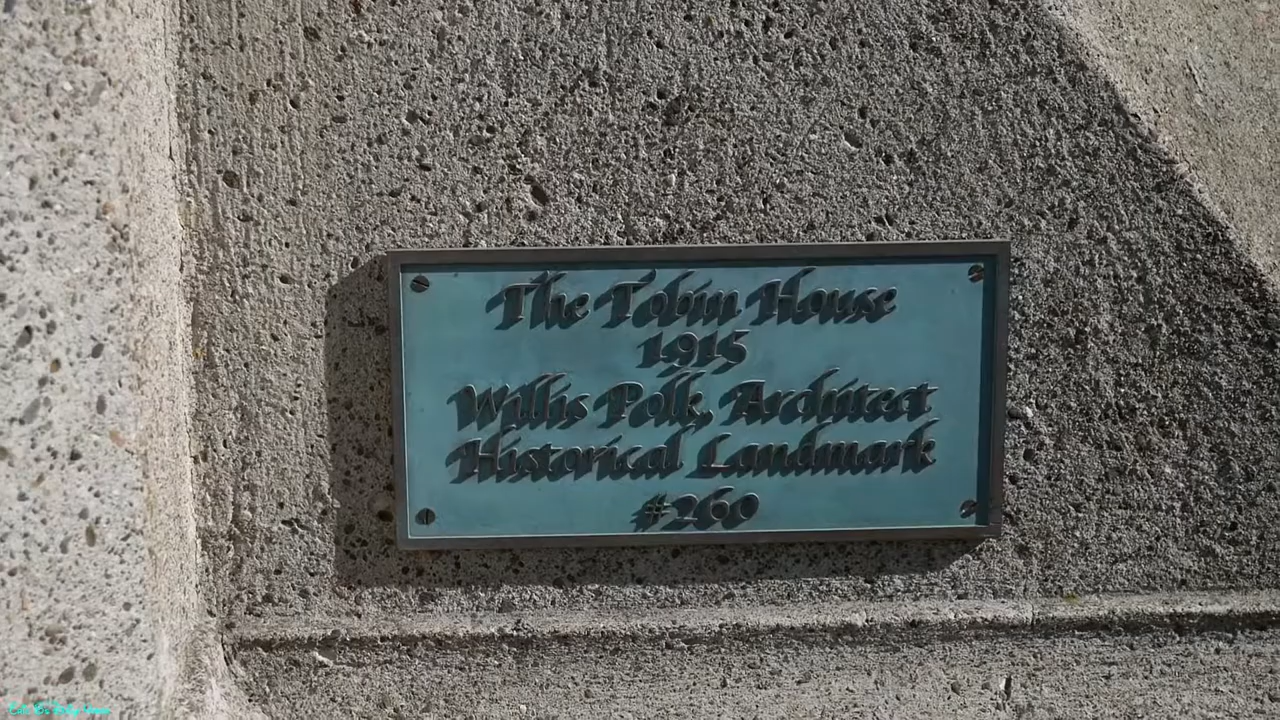 The Tobin House
1915
Willis Polk, Architect
Historical Landmark
#260